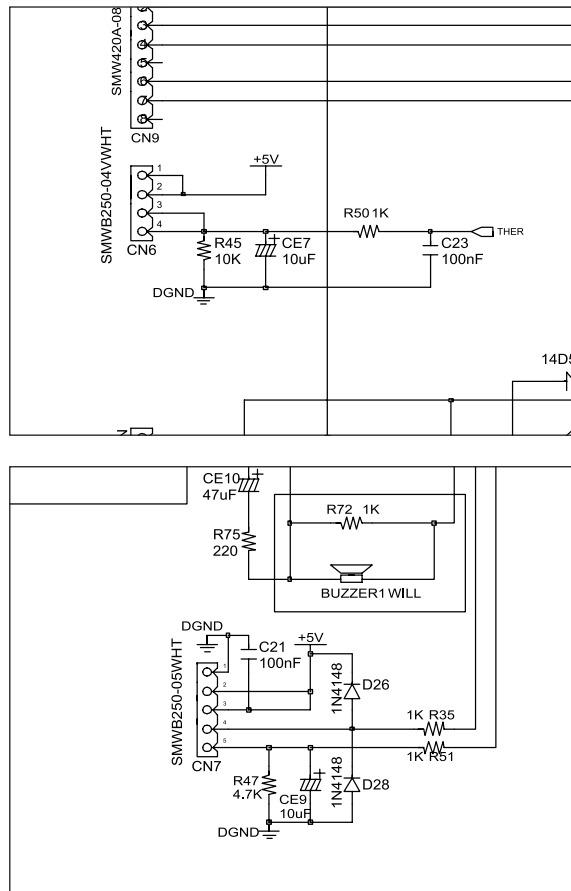 SMW420A-08
3
4
5
6
7
8
CN9
SMWB250-04VWHT
1
2
3
4
CN6
+5V
R45
10K
CE7
10uF
R50 1K
C23
100nF
THER
DGND
14D5
CE10
47uF
R75
220
R72 1K
BUZZER1 WILL
DGND
C21
100nF
+5V
SMWB250-05WHT
1
2
3
4
5
CN7
1N4148
D26
1K R35
1K R51
R47
4.7K
CE9
10uF
1N4148
D28
DGND